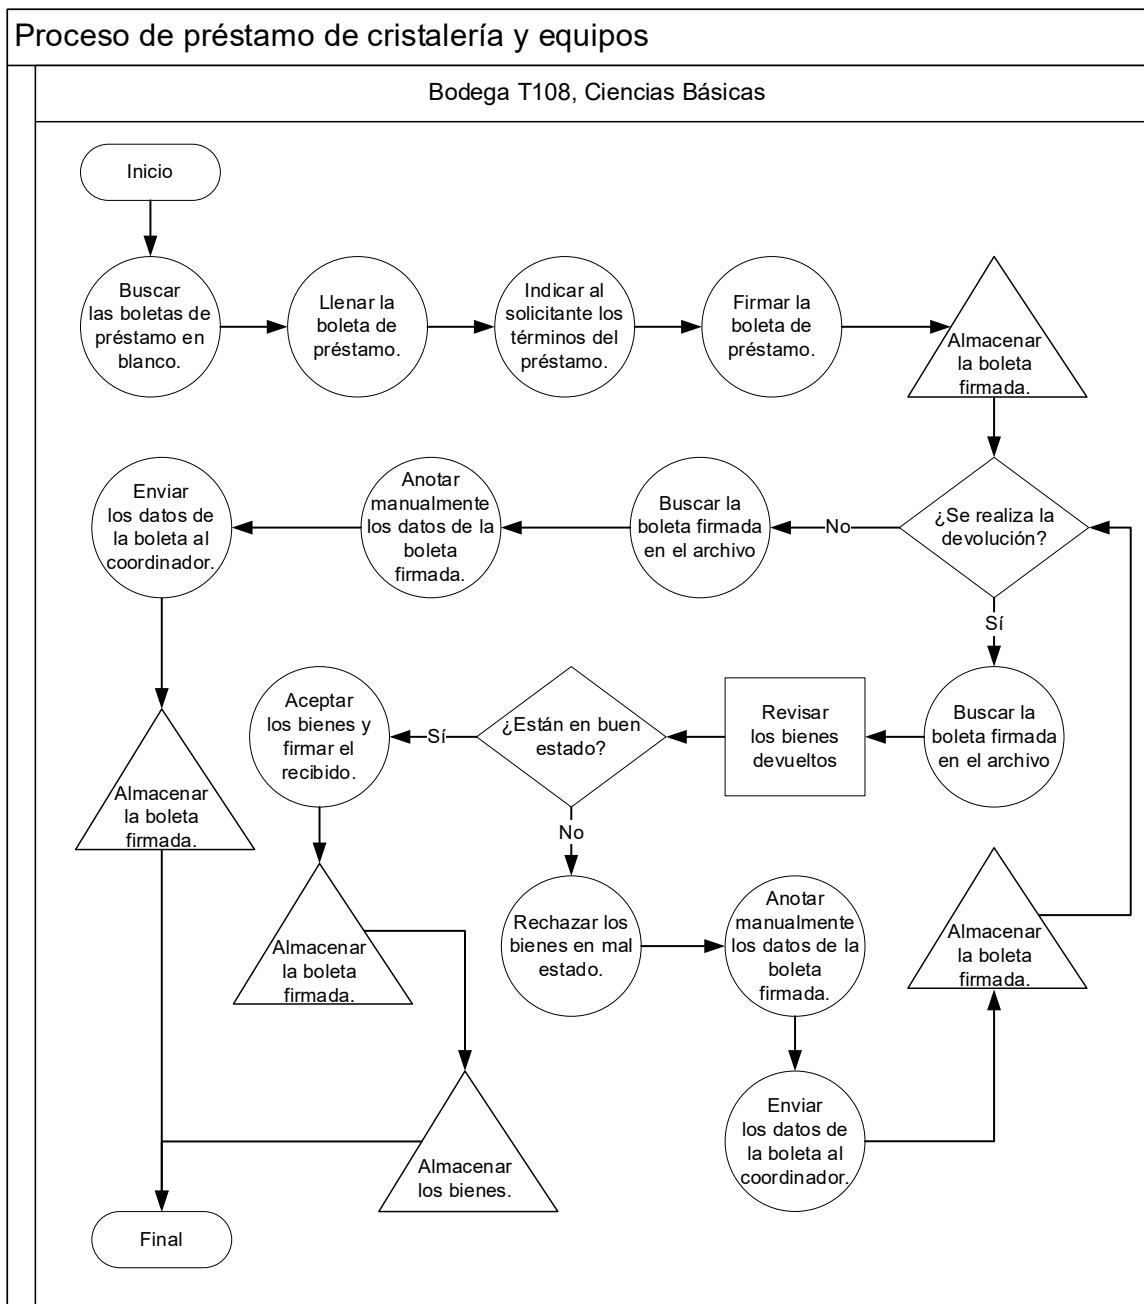 Proceso de préstamo de cristalería y equipos
Bodega T108, Ciencias Básicas
Inicio
Buscar
las boletas de
préstamo en
blanco.
Llenar la
boleta de
préstamo.
Indicar al
solicitante los
términos del
préstamo.
Firmar la
boleta de
préstamo.
Almacenar
la boleta
firmada.
¿Se realiza la
devolución?
No
Buscar la
boleta firmada
en el archivo
Anotar
manualmente
los datos de la
boleta
firmada.
Enviar
los datos de
la boleta al
coordinador.
Almacenar
la boleta
firmada.
Sí
Buscar la
boleta firmada
en el archivo
Revisar
los bienes
devueltos
¿Están en buen
estado?
Sí
Aceptar
los bienes y
firmar el
recibido.
Almacenar
la boleta
firmada.
Almacenar
los bienes.
No
Rechazar los
bienes en mal
estado.
Anotar
manualmente
los datos de la
boleta
firmada.
Enviar
los datos de
la boleta al
coordinador.
Almacenar
la boleta
firmada.
Final